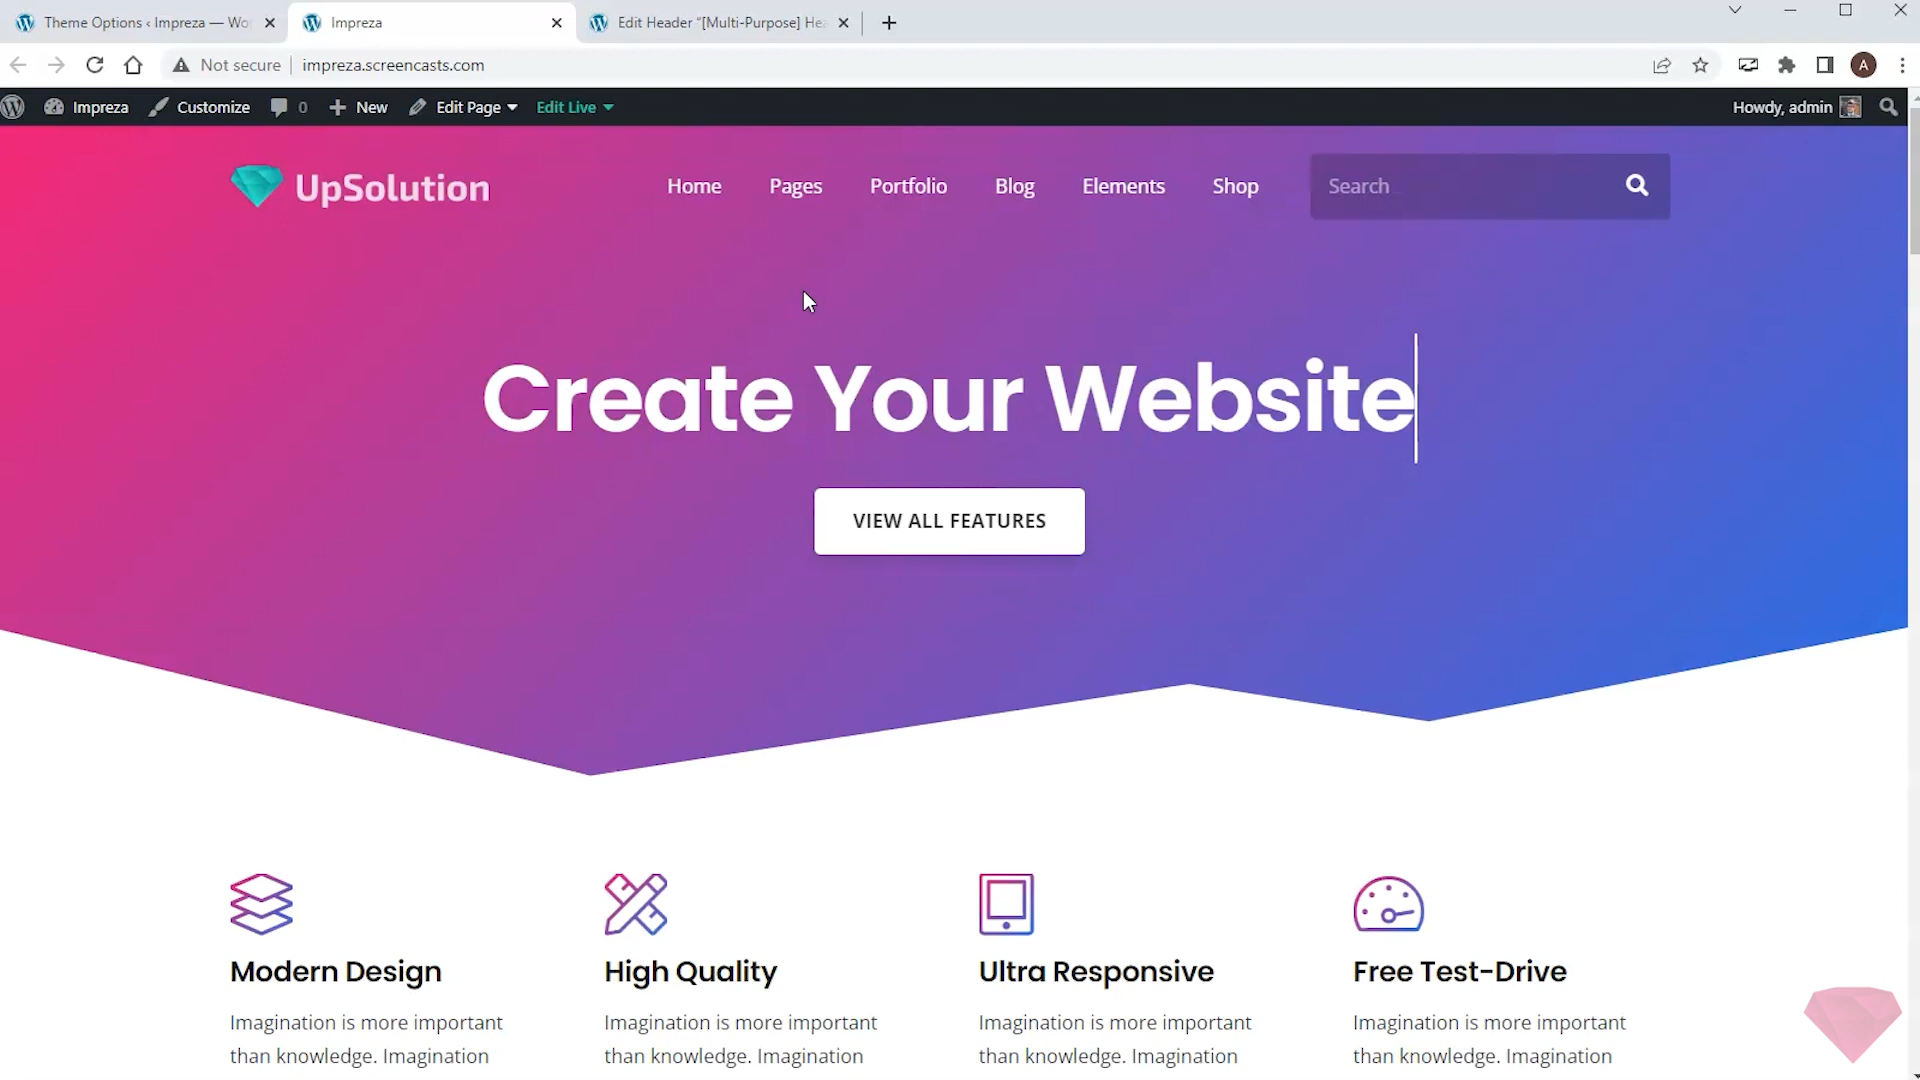 Theme Options ‹ Impreza — Wo
Impreza
Edit Header "[Multi-Purpose] Hea
Not secure
impreza.screencasts.com
A
Impreza
Customize
0
New
Edit Page
Edit Live
Howdy, admin
UpSolution
Home
Pages
Portfolio
Blog
Elements
Shop
Search
Create Your Website
VIEW ALL FEATURES
Modern Design
Imagination is more important
than knowledge. Imagination
High Quality
Imagination is more important
than knowledge. Imagination
Ultra Responsive
Imagination is more important
than knowledge. Imagination
Free Test-Drive
Imagination is more important
than knowledge. Imagination